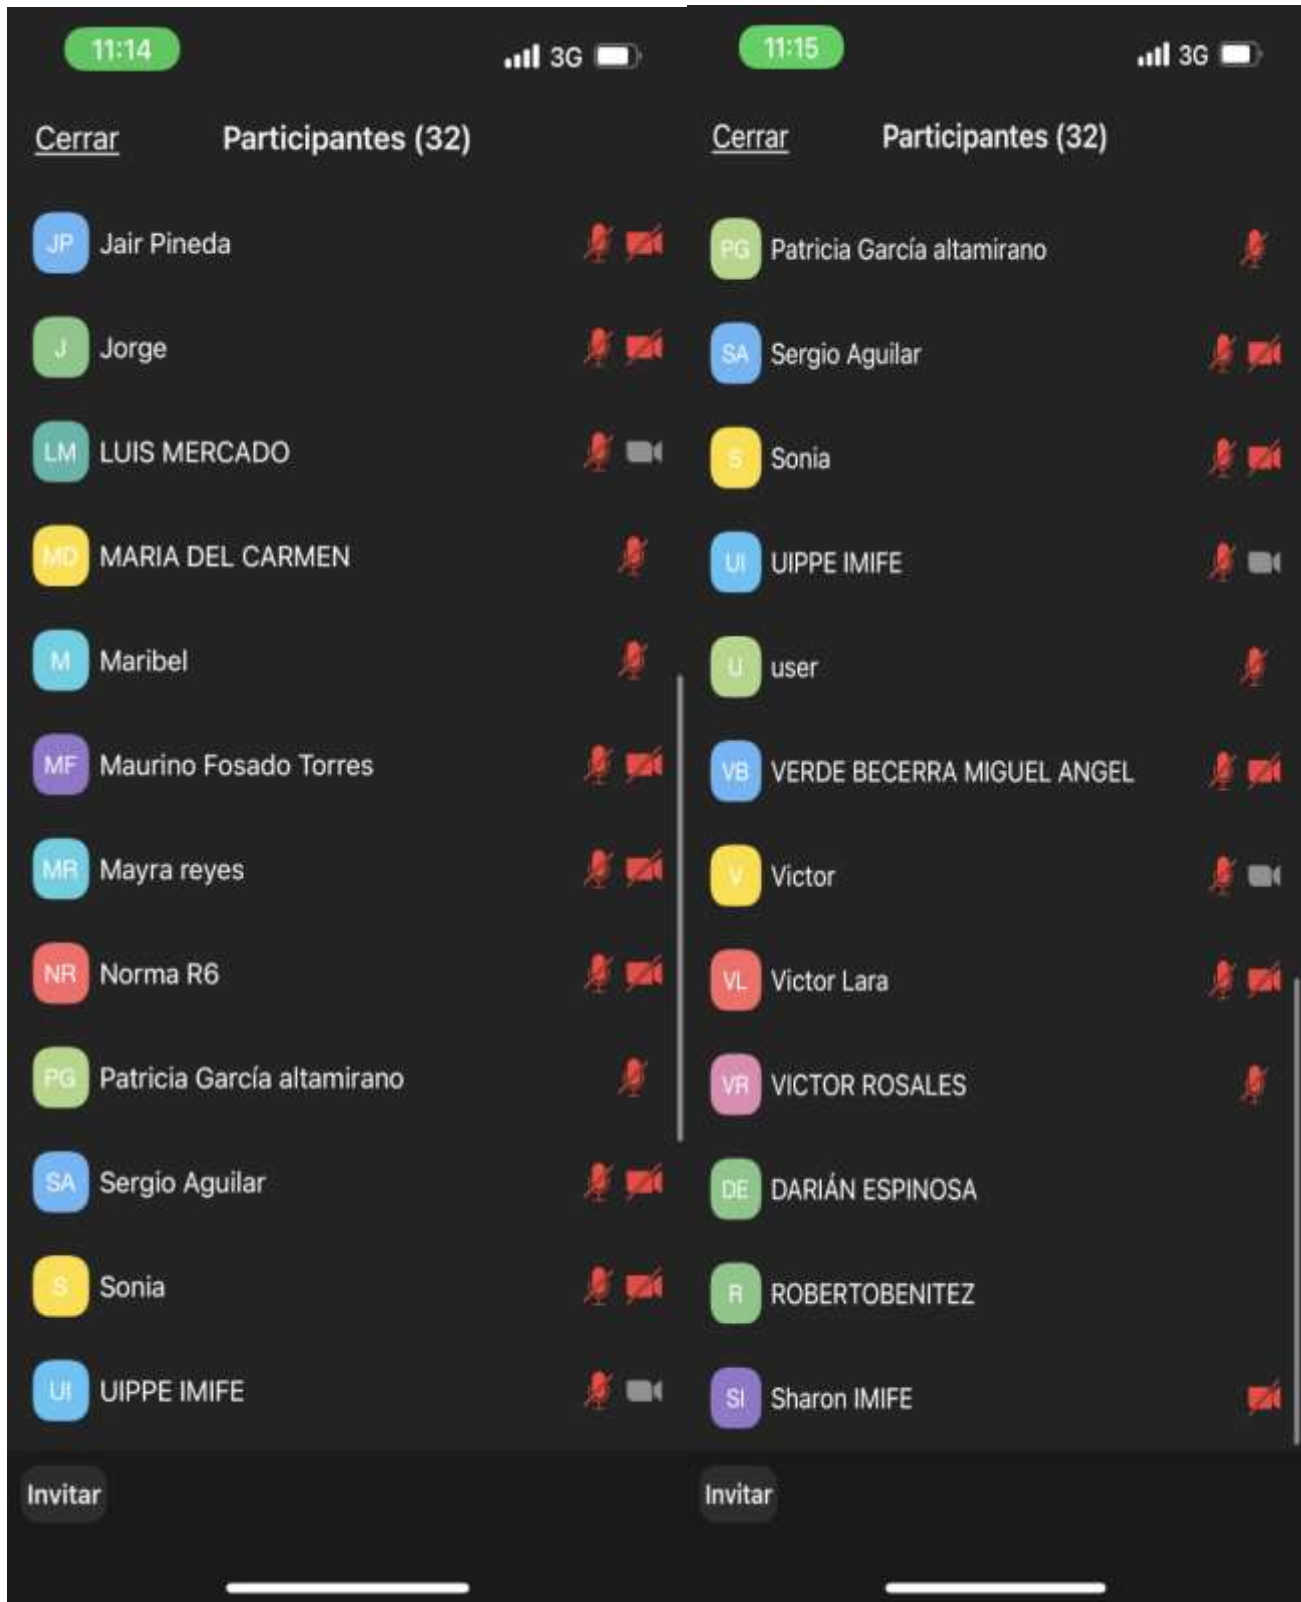 11:14
3G
Cerrar
Participantes (32)
JP Jair Pineda
J Jorge
LM LUIS MERCADO
MD MARIA DEL CARMEN
M Maribel
MF Maurino Fosado Torres
MR Mayra reyes
NR Norma R6
PG Patricia García altamirano
SA Sergio Aguilar
S Sonia
UI UIPPE IMIFE
Invitar
11:15
3G
Cerrar
Participantes (32)
PG Patricia García altamirano
SA Sergio Aguilar
S Sonia
UI UIPPE IMIFE
U user
VB VERDE BECERRA MIGUEL ANGEL
V Victor
VL Victor Lara
VR VICTOR ROSALES
DE DARIÁN ESPINOSA
R ROBERTOBENITEZ
SI Sharon IMIFE
Invitar